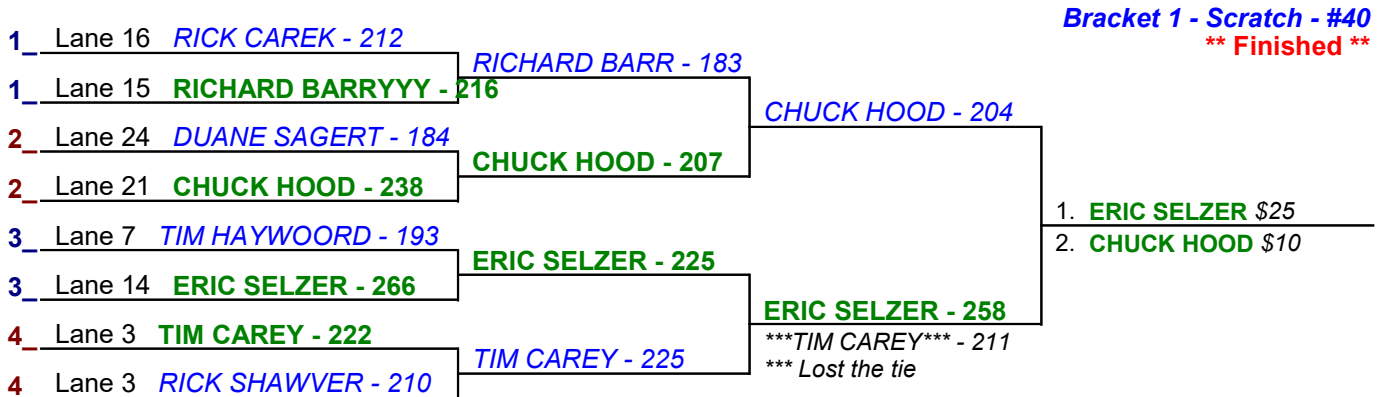 Bracket 1 - Scratch - #40
** Finished **
1_ Lane 16 RICK CAREK - 212
1_ Lane 15 RICHARD BARRYYY - 216
2_ Lane 24 DUANE SAGERT - 184
2_ Lane 21 CHUCK HOOD - 238
3_ Lane 7 TIM HAYWOORD - 193
3_ Lane 14 ERIC SELZER - 266
4_ Lane 3 TIM CAREY - 222
4 Lane 3 RICK SHAWVER - 210
RICHARD BARR - 183
CHUCK HOOD - 207
ERIC SELZER - 225
TIM CAREY - 225
CHUCK HOOD - 204
ERIC SELZER - 258
***TIM CAREY*** - 211
*** Lost the tie
1. ERIC SELZER $25
2. CHUCK HOOD $10